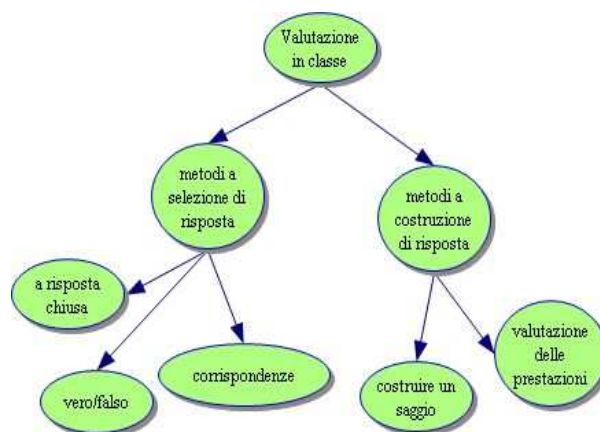 Valutazione
in classe
metodi a
selezione di
risposta
metodi a
costruzione
di risposta
a risposta
chiusa
vero/falso
corrispondenze
costruire un
saggio
valutazione
delle
prestazioni